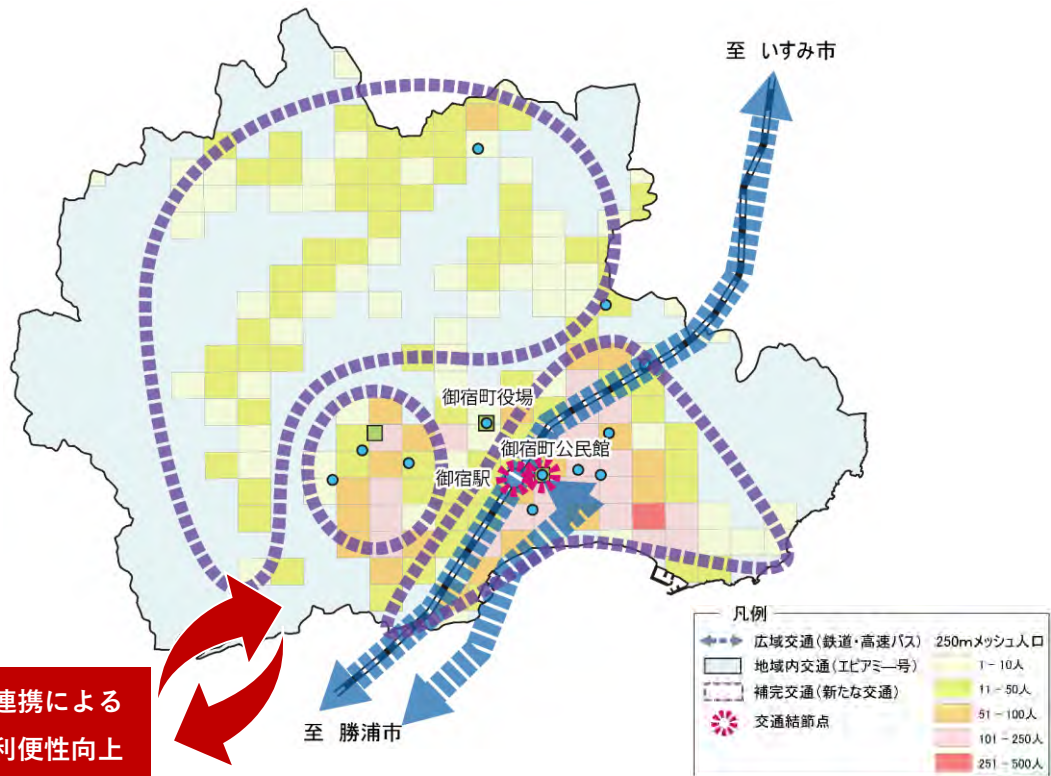 至 いすみ市
御宿町役場
御宿町公民館
御宿駅
至 勝浦市
連携による
利便性向上
凡例
広域交通(鉄道・高速バス)
地域内交通(エビアミー号)
補完交通(新たな交通)
交通結節点
250mメッシュ人口
1－10人
11－50人
51－100人
101－250人
251－500人